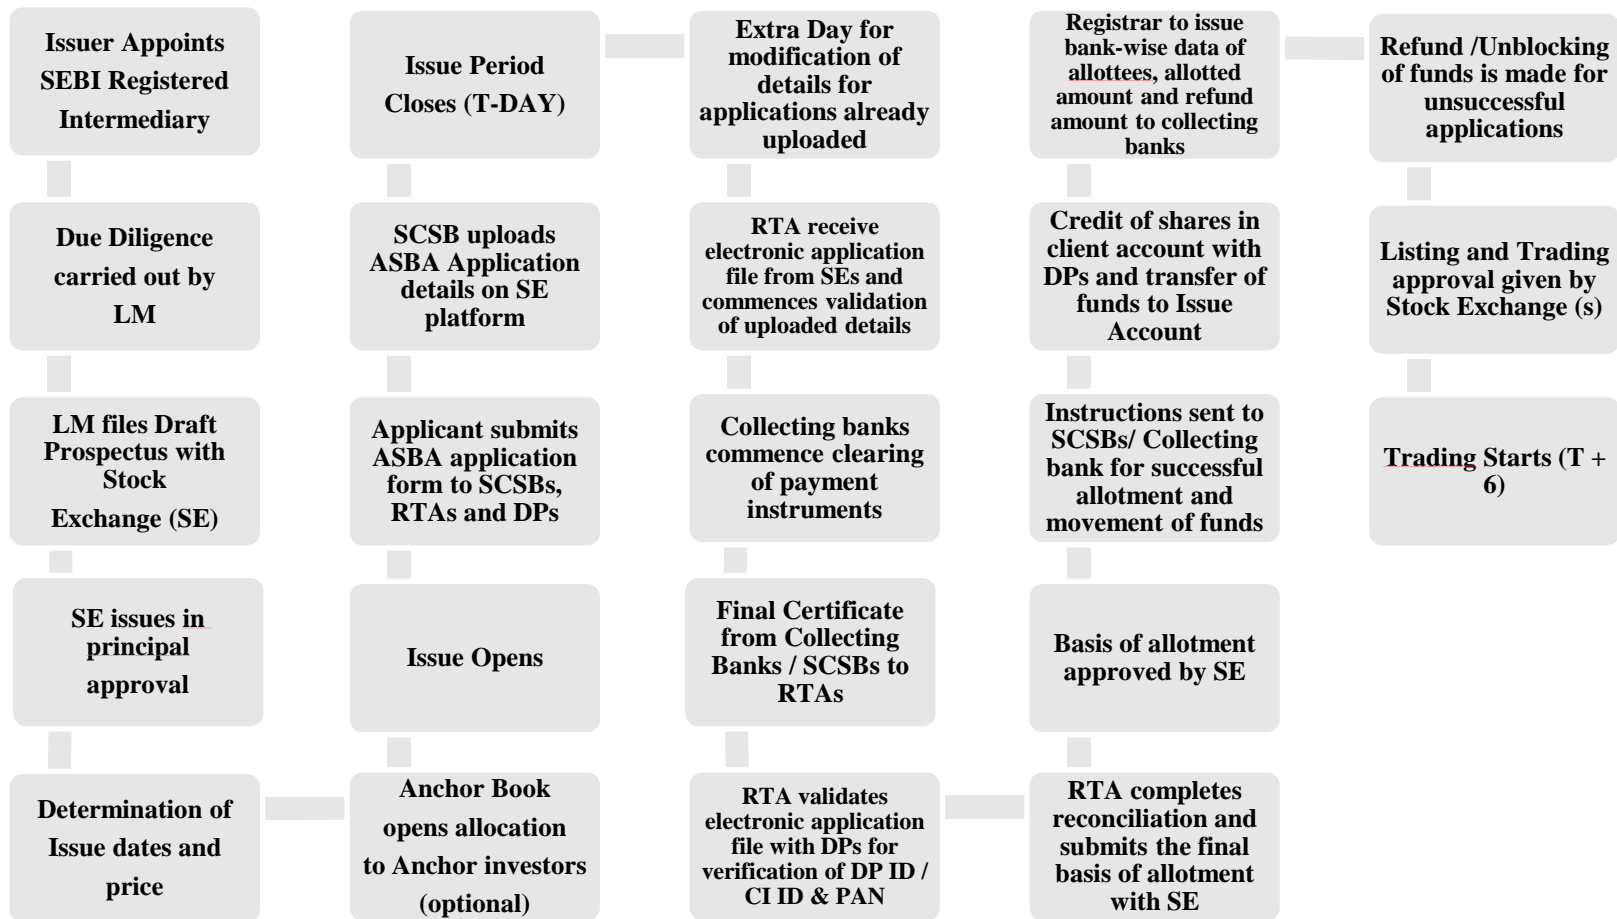 Issuer Appoints
SEBI Registered
Intermediary
Due Diligence
carried out by
LM
LM files Draft
Prospectus with
Stock
Exchange (SE)
SE issues in
principal
approval
Determination of
Issue dates and
price
Anchor Book
opens allocation
to Anchor investors
(optional)
Issue Opens
Applicant submits
ASBA application
form to SCSBs,
RTAs and DPs
SCSB uploads
ASBA Application
details on SE
platform
Issue Period
Closes (T-DAY)
Extra Day for
modification of
details for
applications already
uploaded
RTA receive
electronic application
file from SEs and
commences validation
of uploaded details
Collecting banks
commence clearing
of payment
instruments
Final Certificate
from Collecting
Banks / SCSBs to
RTAs
RTA validates
electronic application
file with DPs for
verification of DP ID /
CI ID & PAN
RTA completes
reconciliation and
submits the final
basis of allotment
with SE
Basis of allotment
approved by SE
Instructions sent to
SCSBs/ Collecting
bank for successful
allotment and
movement of funds
Credit of shares in
client account with
DPs and transfer of
funds to Issue
Account
Registrar to issue
bank-wise data of
allottees, allotted
amount and refund
amount to collecting
banks
Refund /Unblocking
of funds is made for
unsuccessful
applications
Listing and Trading
approval given by
Stock Exchange (s)
Trading Starts (T +
6)